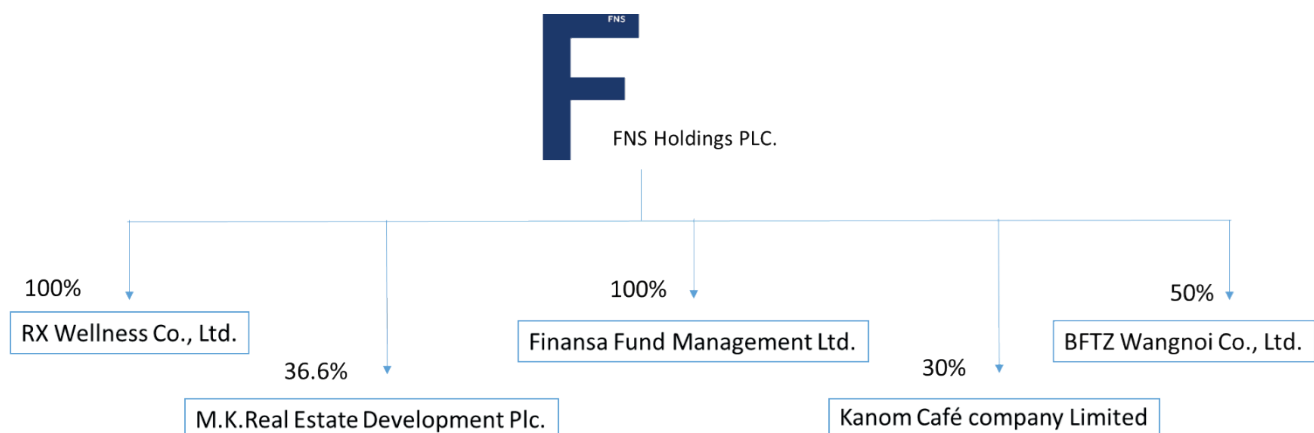 FNS
F
FNS Holdings PLC.
100%
RX Wellness Co., Ltd.
36.6%
M.K.Real Estate Development Plc.
100%
Finansa Fund Management Ltd.
30%
Kanom Café company Limited
50%
BFTZ Wangnoi Co., Ltd.